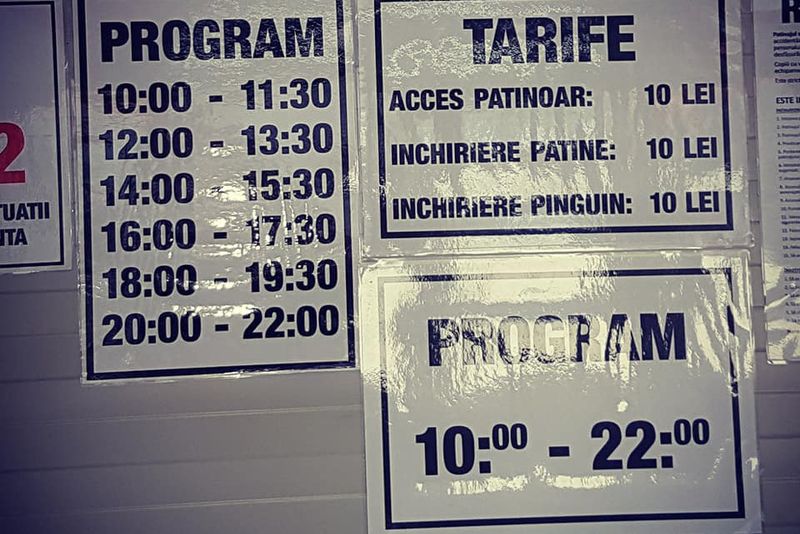 2
TUATII
UTA
PROGRAM
10:00 - 11:30
12:00 - 13:30
14:00 - 15:30
16:00 - 17:30
18:00 - 19:30
20:00 - 22:00
TARIFE
ACCES PATINOAR: 10 LEI
INCHIRIERE PATINE: 10 LEI
INCHIRIERE PINGUIN: 10 LEI
PROGRAM
10:00 - 22:00
ESTE I